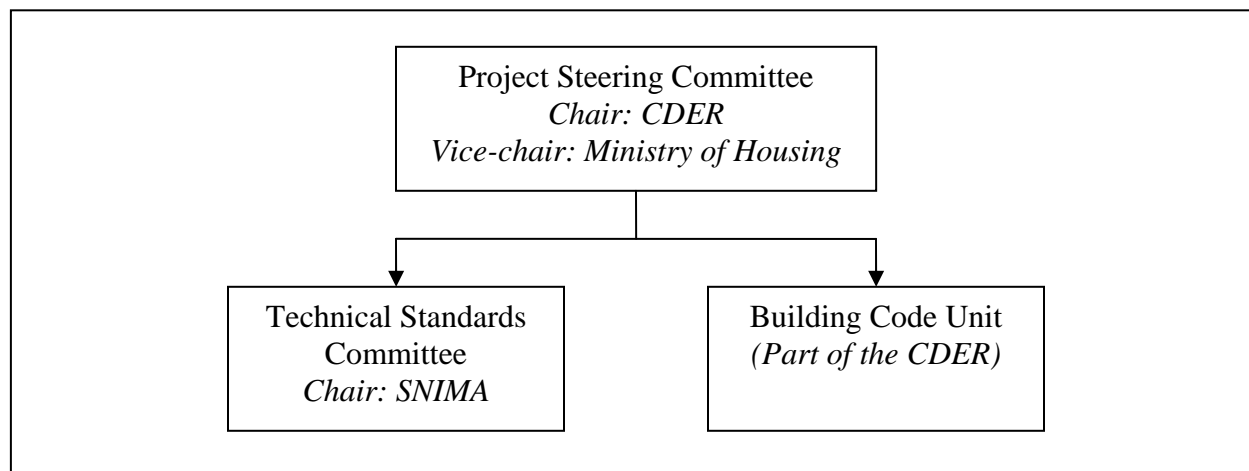 Project Steering Committee
Chair: CDER
Vice-chair: Ministry of Housing
Technical Standards
Committee
Chair: SNIMA
Building Code Unit
(Part of the CDER)